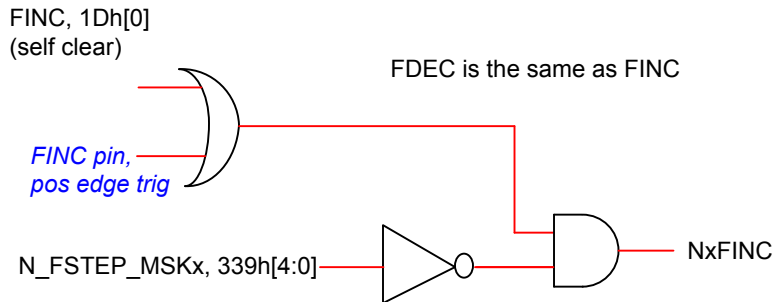 FINC, 1Dh[0]
(self clear)
FDEC is the same as FINC
FINC pin,
pos edge trig
N_FSTEP_MSKx, 339h[4:0]
NxFINC